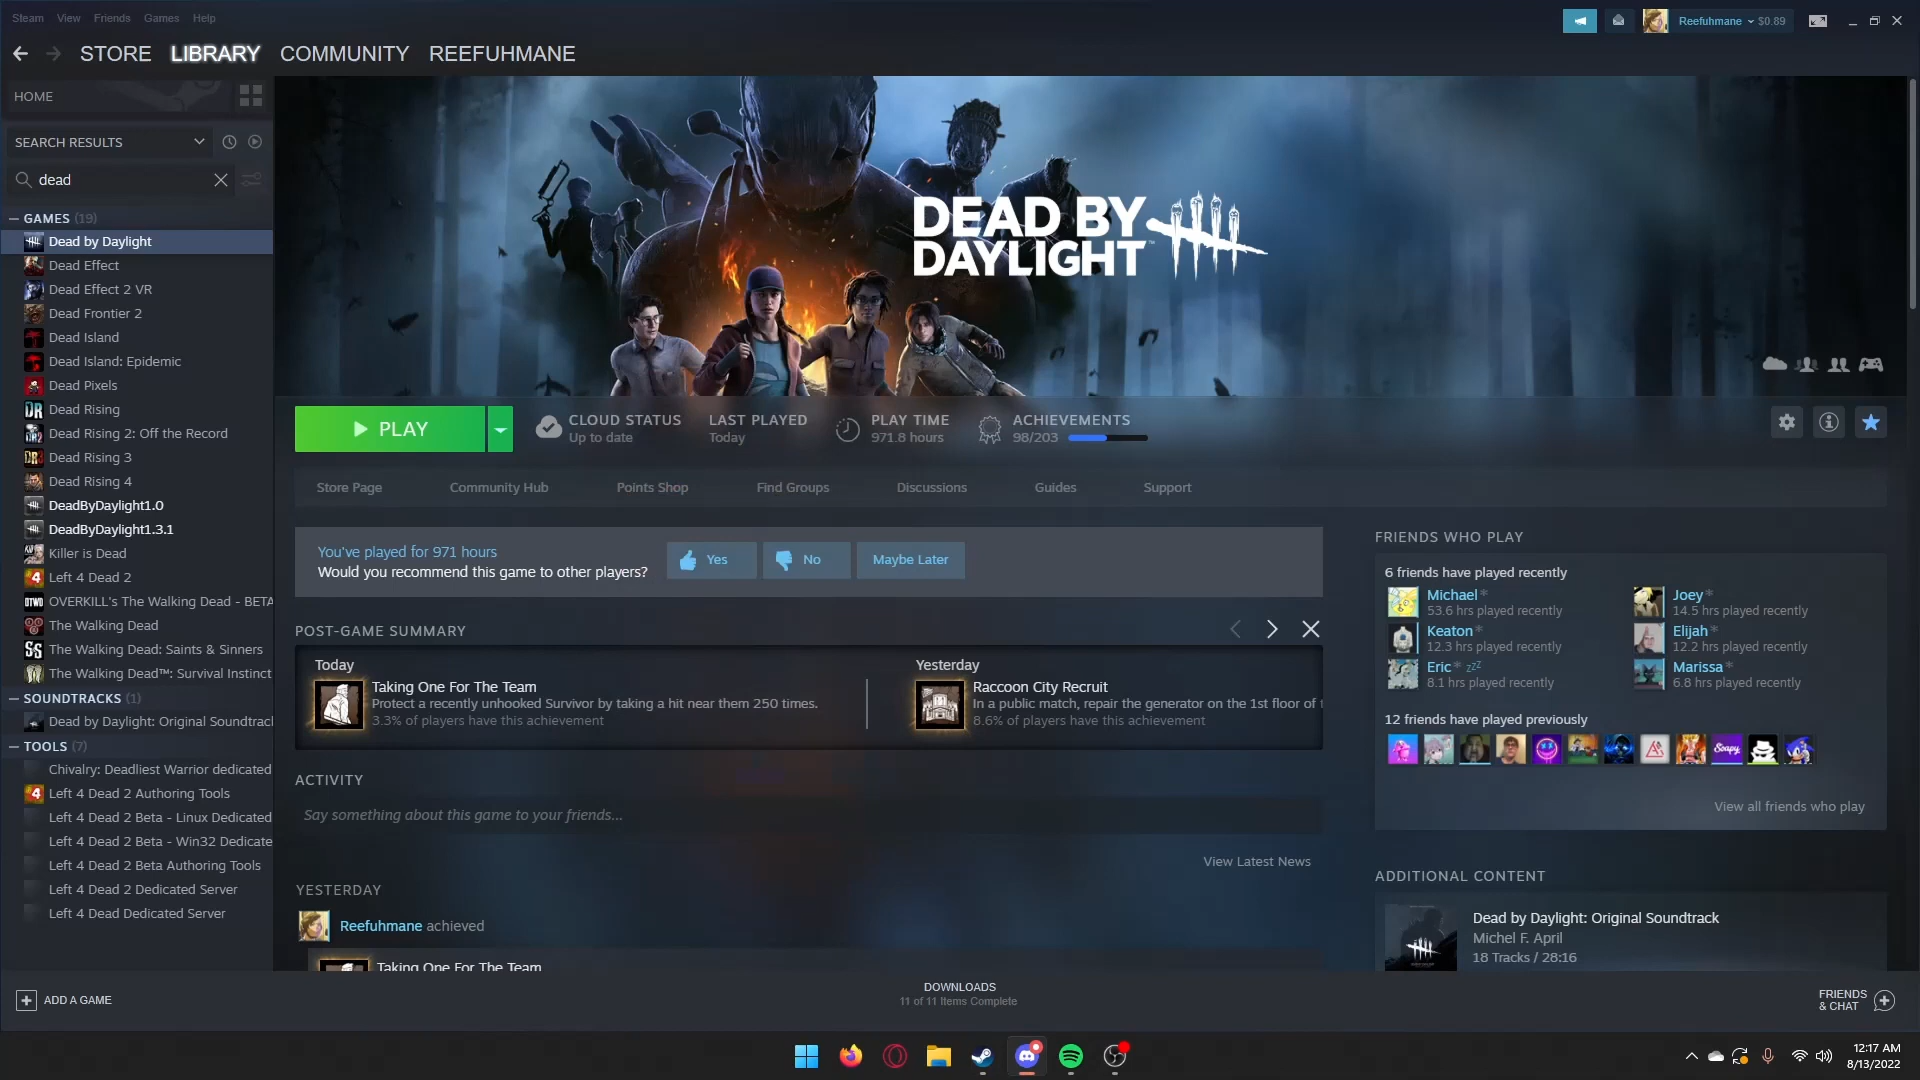 Steam View Friends Games Help
Reefuhmane $0.89
STORE LIBRARY COMMUNITY REEFUHMANE
HOME
SEARCH RESULTS
dead
GAMES (19)
Dead by Daylight
Dead Effect
Dead Effect 2 VR
Dead Frontier 2
Dead Island
Dead Island: Epidemic
Dead Pixels
Dead Rising
Dead Rising 2: Off the Record
Dead Rising 3
Dead Rising 4
DeadByDaylight1.0
DeadByDaylight1.3.1
Killer is Dead
Left 4 Dead 2
OVERKILL's The Walking Dead - BETA
The Walking Dead
The Walking Dead: Saints & Sinners
The Walking Dead™: Survival Instinct
SOUNDTRACKS (1)
Dead by Daylight: Original Soundtrack
TOOLS (7)
Chivalry: Deadliest Warrior dedicated
Left 4 Dead 2 Authoring Tools
Left 4 Dead 2 Beta - Linux Dedicated
Left 4 Dead 2 Beta - Win32 Dedicate
Left 4 Dead 2 Beta Authoring Tools
Left 4 Dead 2 Dedicated Server
Left 4 Dead Dedicated Server
DEAD BY
DAYLIGHT™
PLAY
CLOUD STATUS
Up to date
LAST PLAYED
Today
PLAY TIME
971.8 hours
ACHIEVEMENTS
98/203
Store Page Community Hub Points Shop Find Groups Discussions Guides Support
You've played for 971 hours
Would you recommend this game to other players?
Yes No Maybe Later
POST-GAME SUMMARY
Today
Taking One For The Team
Protect a recently unhooked Survivor by taking a hit near them 250 times.
3.3% of players have this achievement
Yesterday
Raccoon City Recruit
In a public match, repair the generator on the 1st floor of
8.6% of players have this achievement
ACTIVITY
Say something about this game to your friends...
View Latest News
YESTERDAY
Reefuhmane achieved
Taking One For The Team
FRIENDS WHO PLAY
6 friends have played recently
Michael *
53.6 hrs played recently
Joey *
14.5 hrs played recently
Keaton *
12.3 hrs played recently
Elijah *
12.2 hrs played recently
Eric * zzz
8.1 hrs played recently
Marissa *
6.8 hrs played recently
12 friends have played previously
Soapy
View all friends who play
ADDITIONAL CONTENT
Dead by Daylight: Original Soundtrack
Michel F. April
18 Tracks / 28:16
ADD A GAME
DOWNLOADS
11 of 11 Items Complete
FRIENDS
& CHAT
12:17 AM
8/13/2022